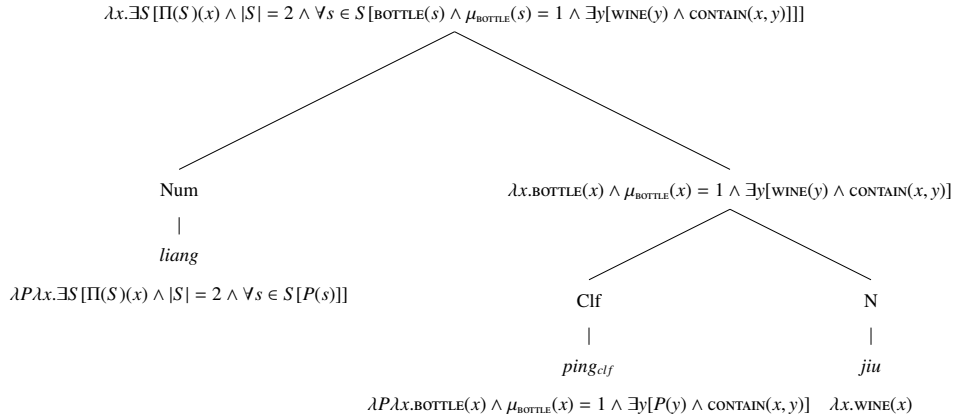 λx.∃S[Π(S)(x) ∧ |S| = 2 ∧ ∀s ∈ S[BOTTLE(s) ∧ μ_BOTTLE(s) = 1 ∧ ∃y[WINE(y) ∧ CONTAIN(x, y)]]]
Num
λx.BOTTLE(x) ∧ μ_BOTTLE(x) = 1 ∧ ∃y[WINE(y) ∧ CONTAIN(x, y)]
liang
λPλx.∃S[Π(S)(x) ∧ |S| = 2 ∧ ∀s ∈ S[P(s)]]
Clf
N
ping_clf
jiu
λPλx.BOTTLE(x) ∧ μ_BOTTLE(x) = 1 ∧ ∃y[P(y) ∧ CONTAIN(x, y)]
λx.WINE(x)